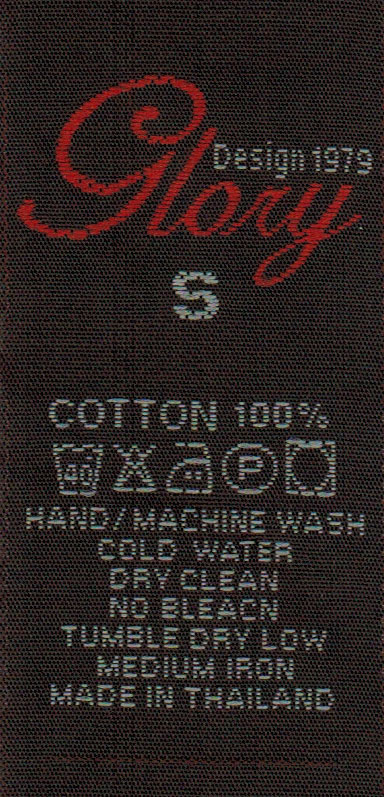 Glory
Design 1979
S
COTTON 100%
40 P
HAND/MACHINE WASH
COLD WATER
DRY CLEAN
NO BLEACN
TUMBLE DRY LOW
MEDIUM IRON
MADE IN THAILAND